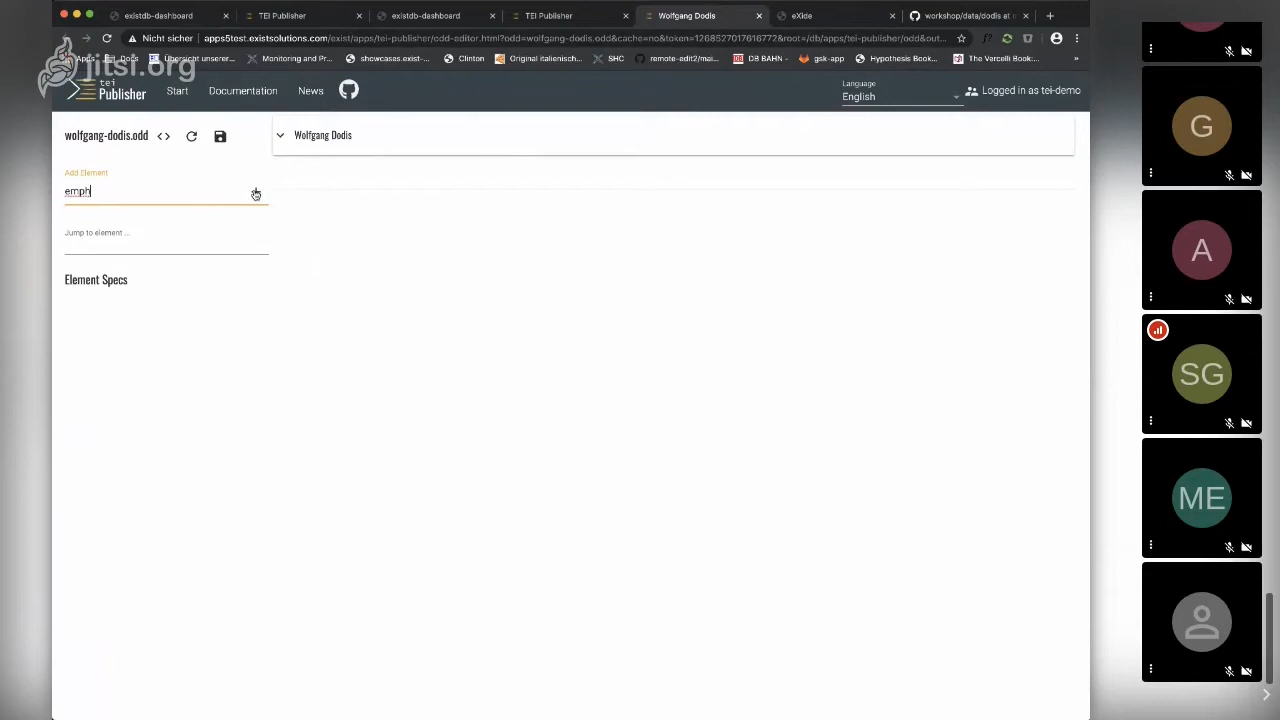 existdb-dashboard
TEI Publisher
existdb-dashboard
TEI Publisher
Wolfgang Dodis
eXide
workshop/data/dodis at m
Nicht sicher
apps5test.existsolutions.com/exist/apps/tei-publisher/odd-editor.html?odd=wolfgang-dodis.odd&cache=no&token=1268527017616772&root=/db/apps/tei-publisher/odd&out...
Apps
Docs
Übersicht unserer...
Monitoring and Pr...
showcases.exist-...
Clinton
Original italienisch...
SHC
remote-edit2/mai...
DB BAHN -
gsk-app
Hypothesis Book...
The Vercelli Book:...
»
jitsi.org
tei
Publisher
Start
Documentation
News
Language
English
Logged in as tei-demo
wolfgang-dodis.odd
Wolfgang Dodis
Add Element
emph
Jump to element ...
Element Specs
G
A
SG
ME